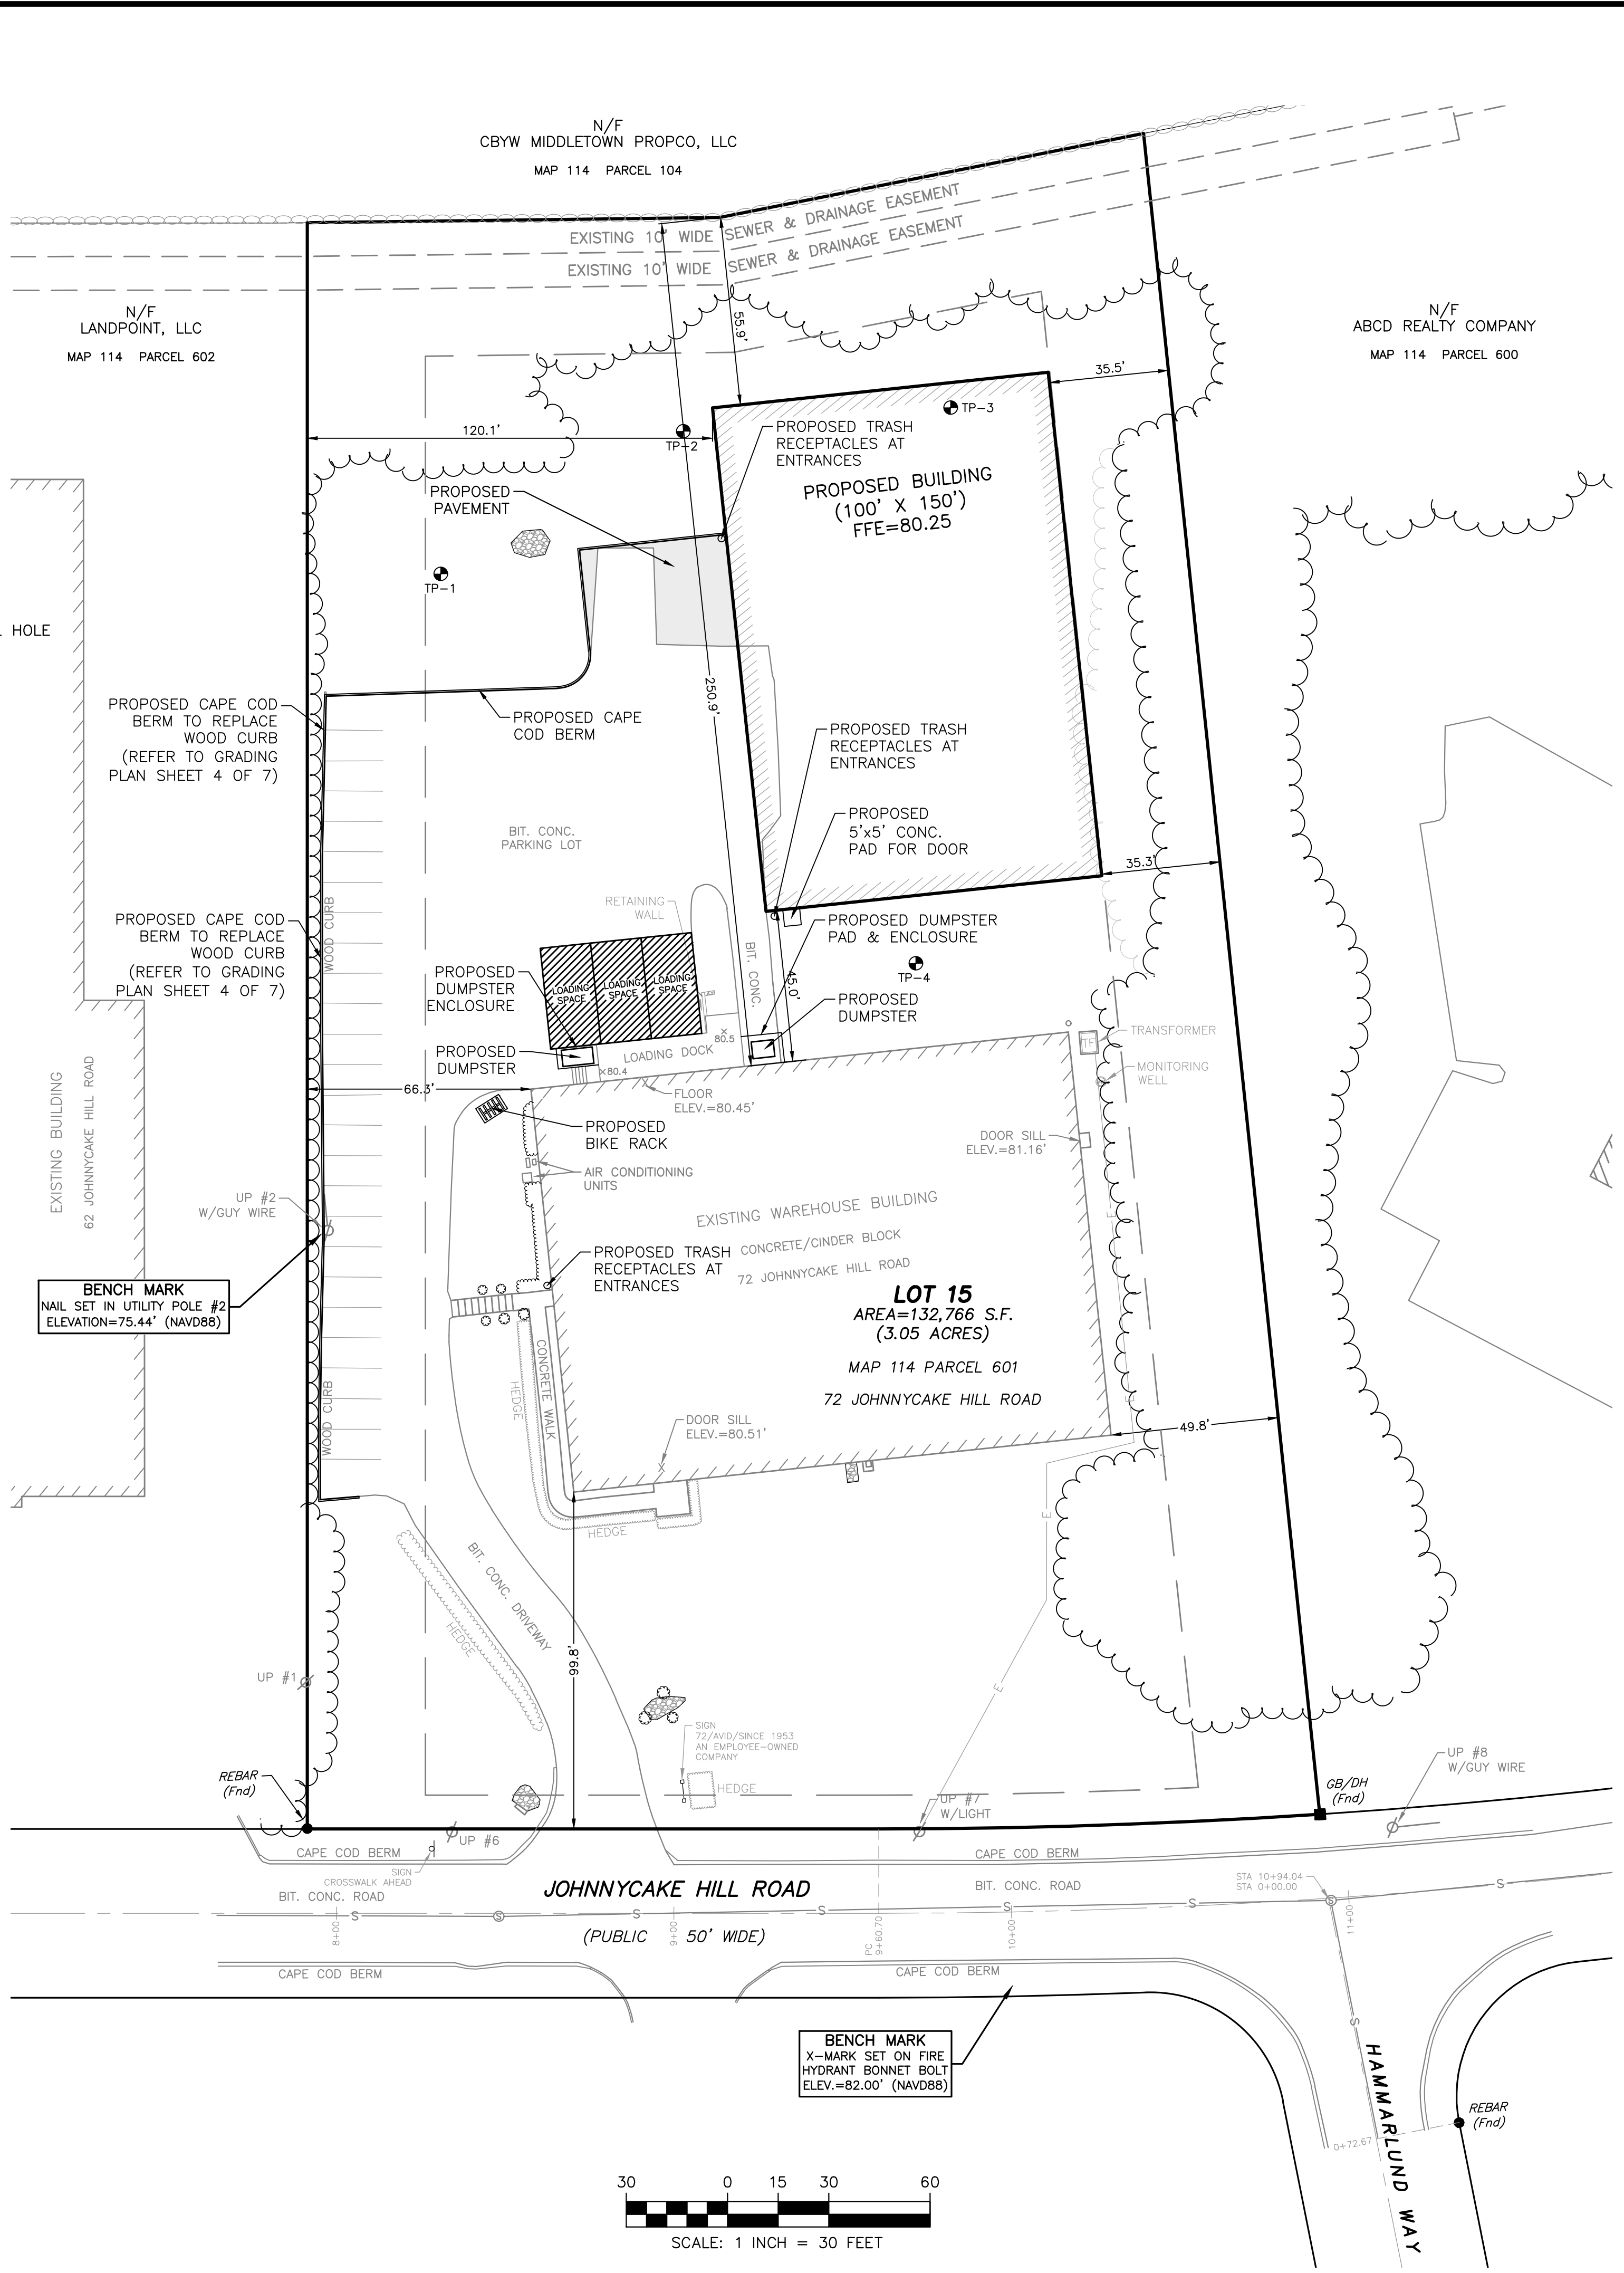 N/F
CBYW MIDDLETOWN PROPCO, LLC
MAP 114 PARCEL 104
EXISTING 10' WIDE SEWER & DRAINAGE EASEMENT
EXISTING 10' WIDE SEWER & DRAINAGE EASEMENT
N/F
LANDPOINT, LLC
MAP 114 PARCEL 602
N/F
ABCD REALTY COMPANY
MAP 114 PARCEL 600
55.9'
35.5'
120.1'
TP-2
TP-3
PROPOSED TRASH
RECEPTACLES AT
ENTRANCES
PROPOSED BUILDING
(100' X 150')
FFE=80.25
PROPOSED
PAVEMENT
TP-1
HOLE
250.9'
PROPOSED CAPE COD
BERM TO REPLACE
WOOD CURB
(REFER TO GRADING
PLAN SHEET 4 OF 7)
PROPOSED CAPE
COD BERM
PROPOSED TRASH
RECEPTACLES AT
ENTRANCES
BIT. CONC.
PARKING LOT
PROPOSED
5'x5' CONC.
PAD FOR DOOR
35.3'
RETAINING
WALL
WOOD CURB
PROPOSED CAPE COD
BERM TO REPLACE
WOOD CURB
(REFER TO GRADING
PLAN SHEET 4 OF 7)
PROPOSED DUMPSTER
PAD & ENCLOSURE
BIT. CONC.
45.0'
TP-4
PROPOSED
DUMPSTER
ENCLOSURE
LOADING
SPACE
LOADING
SPACE
LOADING
SPACE
PROPOSED
DUMPSTER
80.5
LOADING DOCK
PROPOSED
DUMPSTER
80.4
TF
TRANSFORMER
MONITORING
WELL
66.3'
FLOOR
ELEV.=80.45'
PROPOSED
BIKE RACK
DOOR SILL
ELEV.=81.16'
AIR CONDITIONING
UNITS
EXISTING BUILDING
62 JOHNNYCAKE HILL ROAD
UP #2
W/GUY WIRE
EXISTING WAREHOUSE BUILDING
CONCRETE/CINDER BLOCK
72 JOHNNYCAKE HILL ROAD
E
PROPOSED TRASH
RECEPTACLES AT
ENTRANCES
BENCH MARK
NAIL SET IN UTILITY POLE #2
ELEVATION=75.44' (NAVD88)
LOT 15
AREA=132,766 S.F.
(3.05 ACRES)
MAP 114 PARCEL 601
72 JOHNNYCAKE HILL ROAD
CONCRETE WALK
HEDGE
E
WOOD CURB
DOOR SILL
ELEV.=80.51'
49.8'
E
HEDGE
BIT. CONC. DRIVEWAY
HEDGE
99.8'
UP #1
E
SIGN
72/AVID/SINCE 1953
AN EMPLOYEE-OWNED
COMPANY
HEDGE
REBAR
(Fnd)
GB/DH
(Fnd)
UP #8
W/GUY WIRE
UP #7
W/LIGHT
UP #6
CAPE COD BERM
CAPE COD BERM
SIGN
CROSSWALK AHEAD
BIT. CONC. ROAD
JOHNNYCAKE HILL ROAD
BIT. CONC. ROAD
STA 10+94.04
STA 0+00.00
S
S
S
S
S
S
S
S
8+00
9+00
PC
9+60.70
10+00
11+00
(PUBLIC 50' WIDE)
CAPE COD BERM
CAPE COD BERM
S
BENCH MARK
X-MARK SET ON FIRE
HYDRANT BONNET BOLT
ELEV.=82.00' (NAVD88)
HAMMARLUND WAY
REBAR
(Fnd)
0+72.67
30 0 15 30 60
SCALE: 1 INCH = 30 FEET